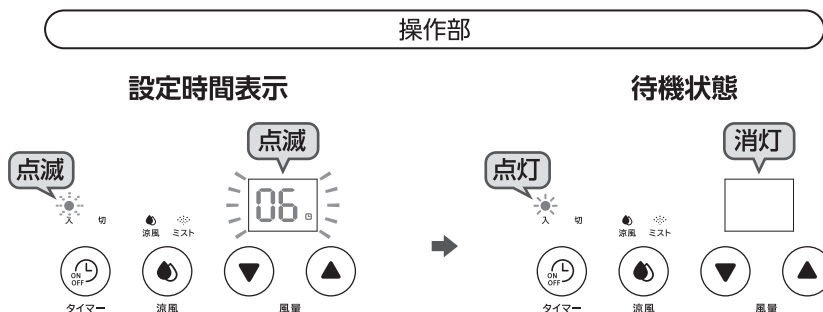 操作部
設定時間表示
待機状態
点滅
点滅
06
入 切
涼風 ミスト
ON
OFF
タイマー
涼風
風量
点灯
消灯
入 切
涼風 ミスト
ON
OFF
タイマー
涼風
風量